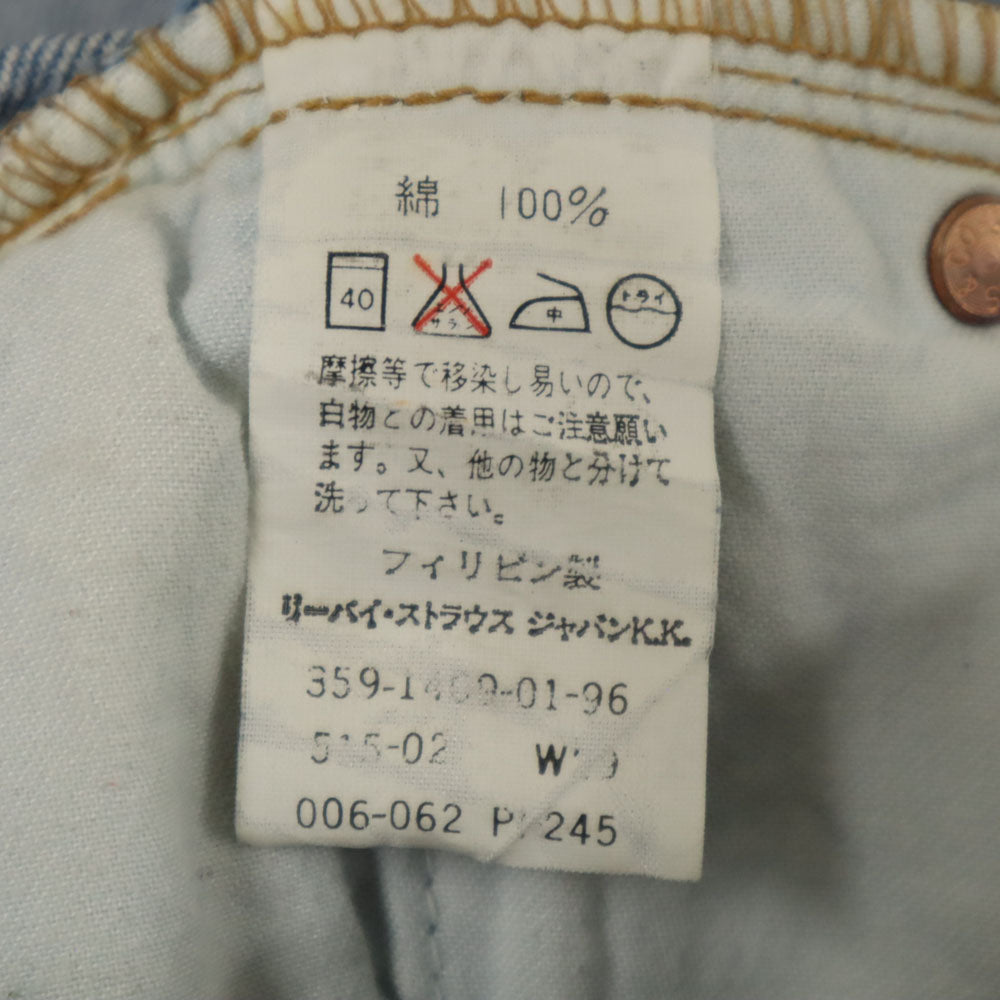 綿 100%
40 サラシ 中 ドライ
摩擦等で移染し易いので、
白物との着用はご注意願い
ます。又、他の物と分けて
洗って下さい。
フィリピン製
リーバイ・ストラウス ジャパンK.K.
515-02
006-062 245